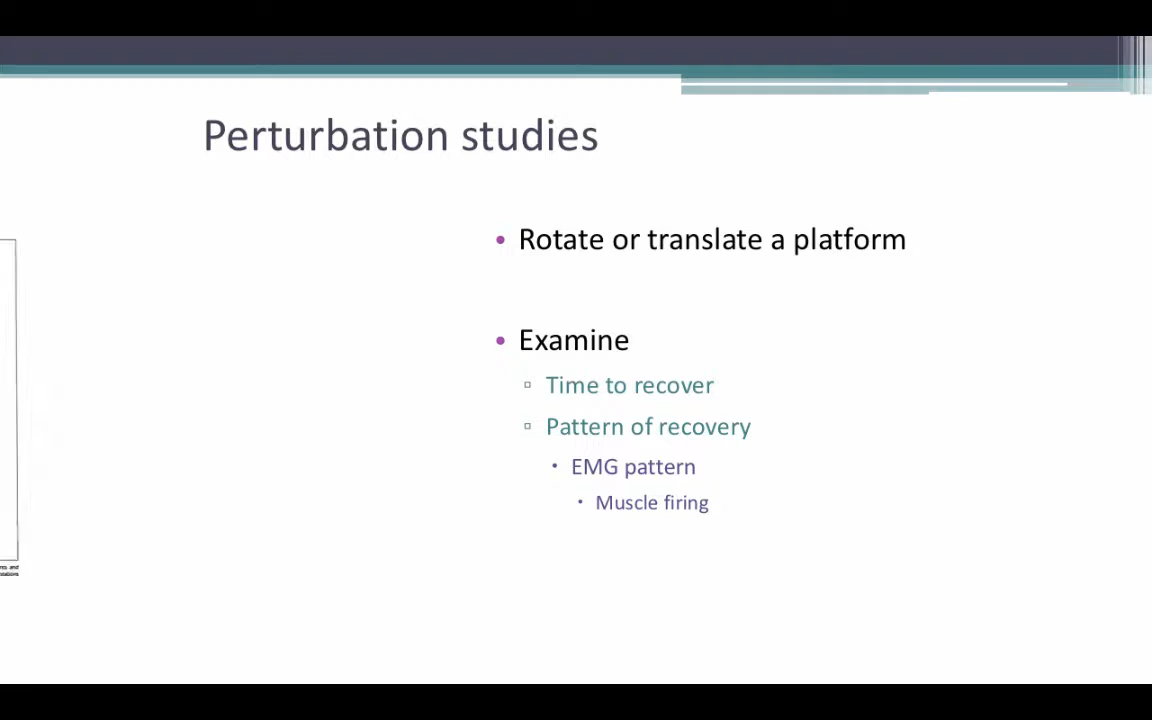 Perturbation studies
• Rotate or translate a platform
• Examine
▫ Time to recover
▫ Pattern of recovery
• EMG pattern
• Muscle firing